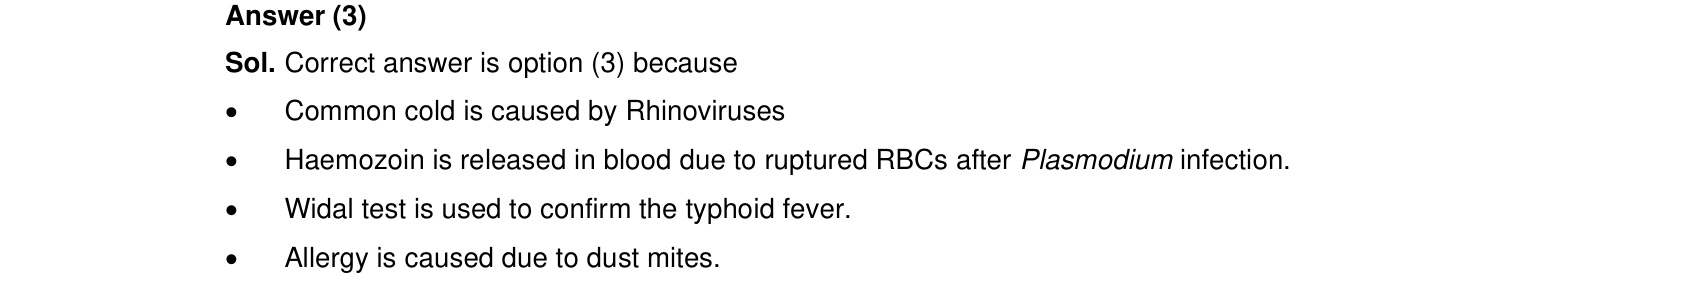 Answer (3)
Sol. Correct answer is option (3) because
• Common cold is caused by Rhinoviruses
• Haemozoin is released in blood due to ruptured RBCs after Plasmodium infection.
• Widal test is used to confirm the typhoid fever.
• Allergy is caused due to dust mites.